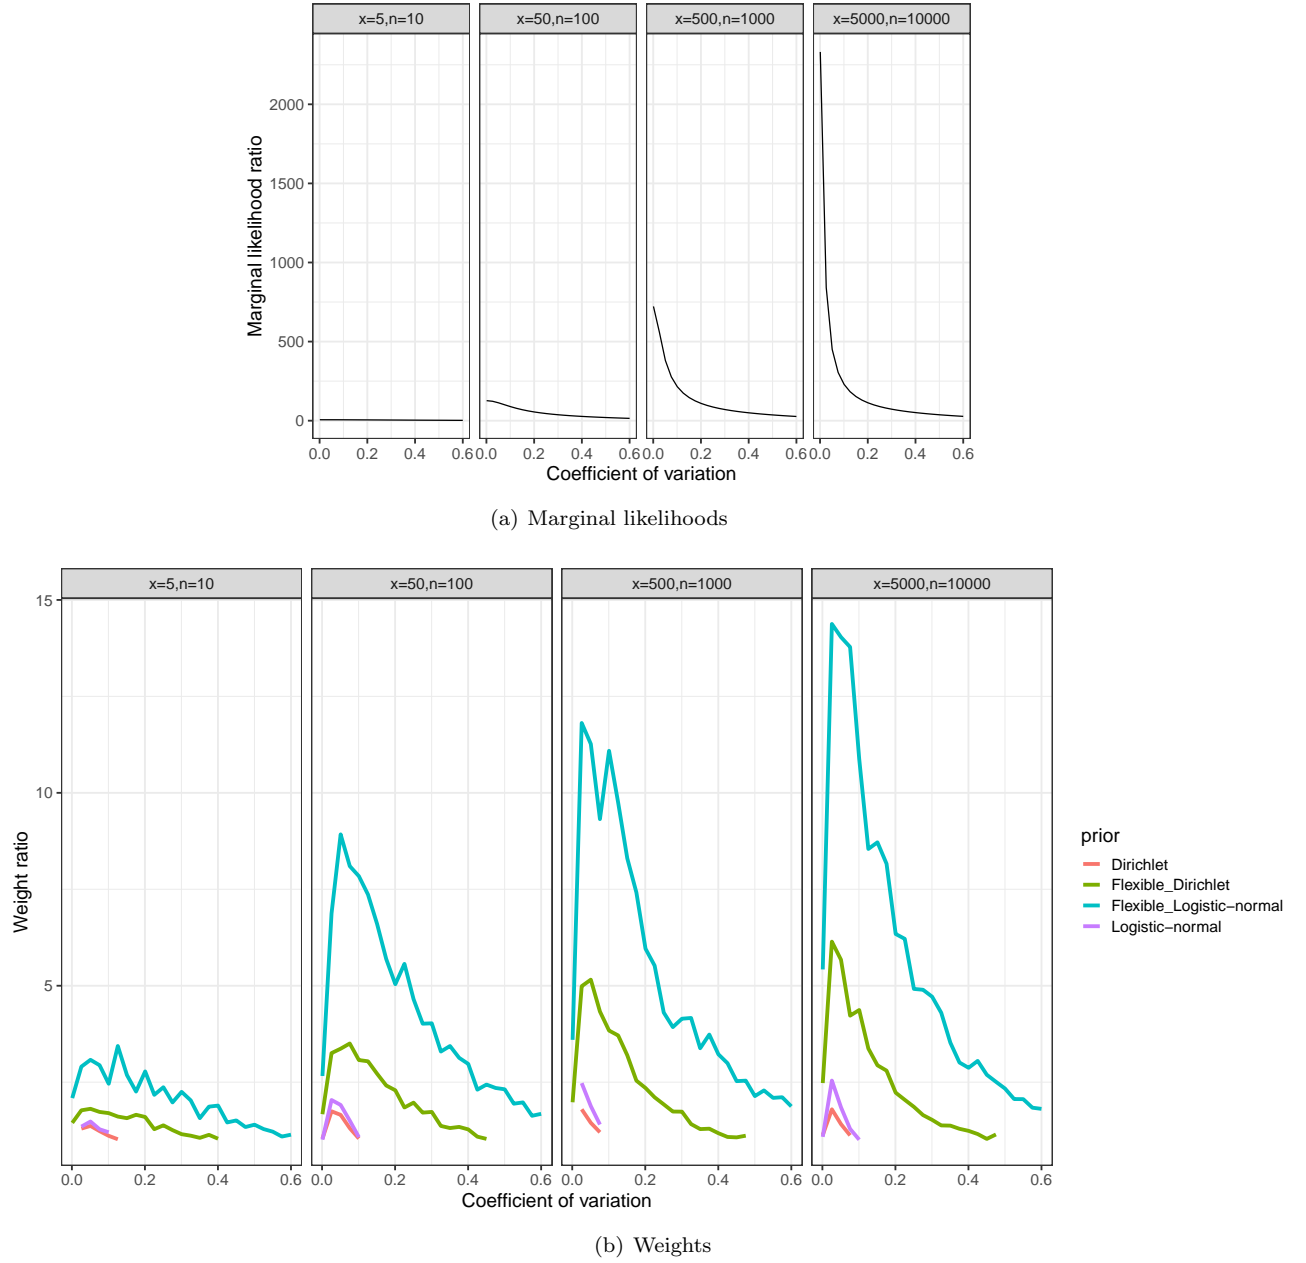 x=5,n=10 x=50,n=100 x=500,n=1000 x=5000,n=10000
Marginal likelihood ratio
2000
1500
1000
500
0
0.0 0.2 0.4 0.6 0.0 0.2 0.4 0.6 0.0 0.2 0.4 0.6 0.0 0.2 0.4 0.6
Coefficient of variation
(a) Marginal likelihoods
x=5,n=10 x=50,n=100 x=500,n=1000 x=5000,n=10000
Weight ratio
15
10
5
0.0 0.2 0.4 0.6 0.0 0.2 0.4 0.6 0.0 0.2 0.4 0.6 0.0 0.2 0.4 0.6
Coefficient of variation
prior
Dirichlet
Flexible_Dirichlet
Flexible_Logistic−normal
Logistic−normal
(b) Weights